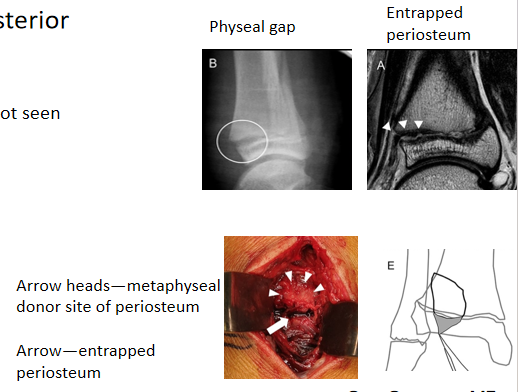 sterior
Physeal gap
Entrapped
periosteum
B
A
ot seen
Arrow heads—metaphyseal
donor site of periosteum
Arrow—entrapped
periosteum
E